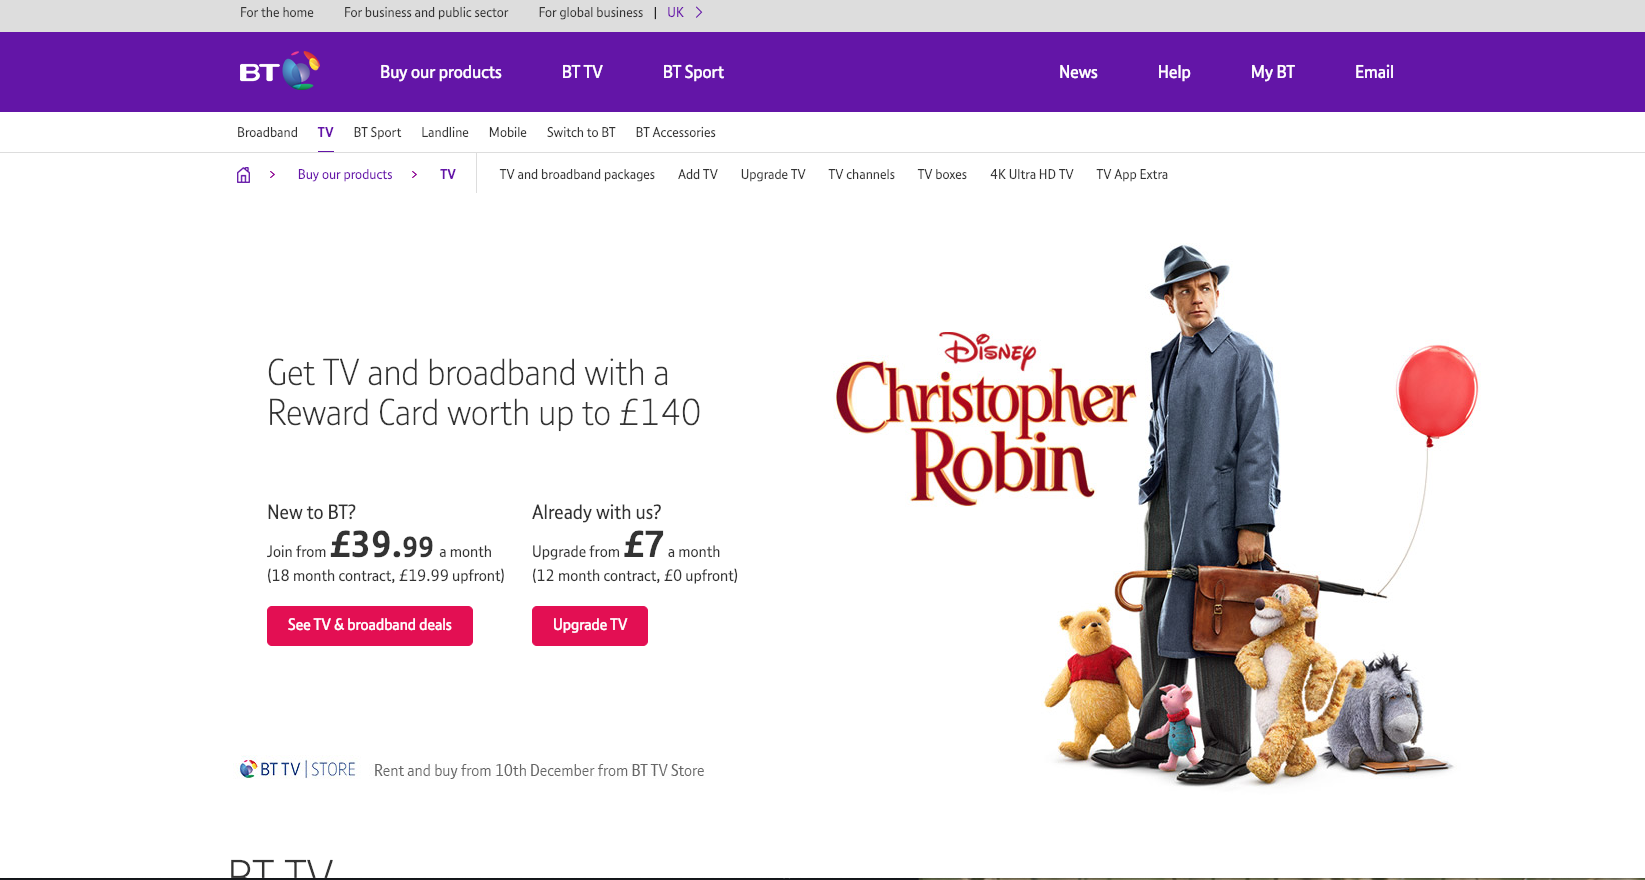 For the home For business and public sector For global business | UK
BT Buy our products BT TV BT Sport News Help My BT Email
Broadband TV BT Sport Landline Mobile Switch to BT BT Accessories
Buy our products TV TV and broadband packages Add TV Upgrade TV TV channels TV boxes 4K Ultra HD TV TV App Extra
Get TV and broadband with a
Reward Card worth up to £140
New to BT?
Join from £39.99 a month
(18 month contract, £19.99 upfront)
See TV & broadband deals
Already with us?
Upgrade from £7 a month
(12 month contract, £0 upfront)
Upgrade TV
Disney
Christopher
Robin
BT TV | STORE Rent and buy from 10th December from BT TV Store
BT TV